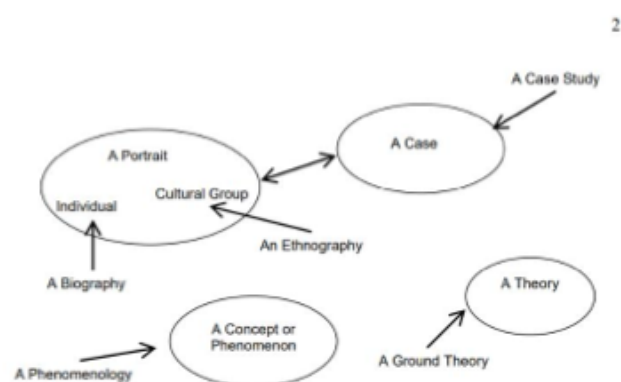 2
A Case Study
A Case
A Portrait
Cultural Group
Individual
An Ethnography
A Biography
A Theory
A Concept or
Phenomenon
A Ground Theory
A Phenomenology